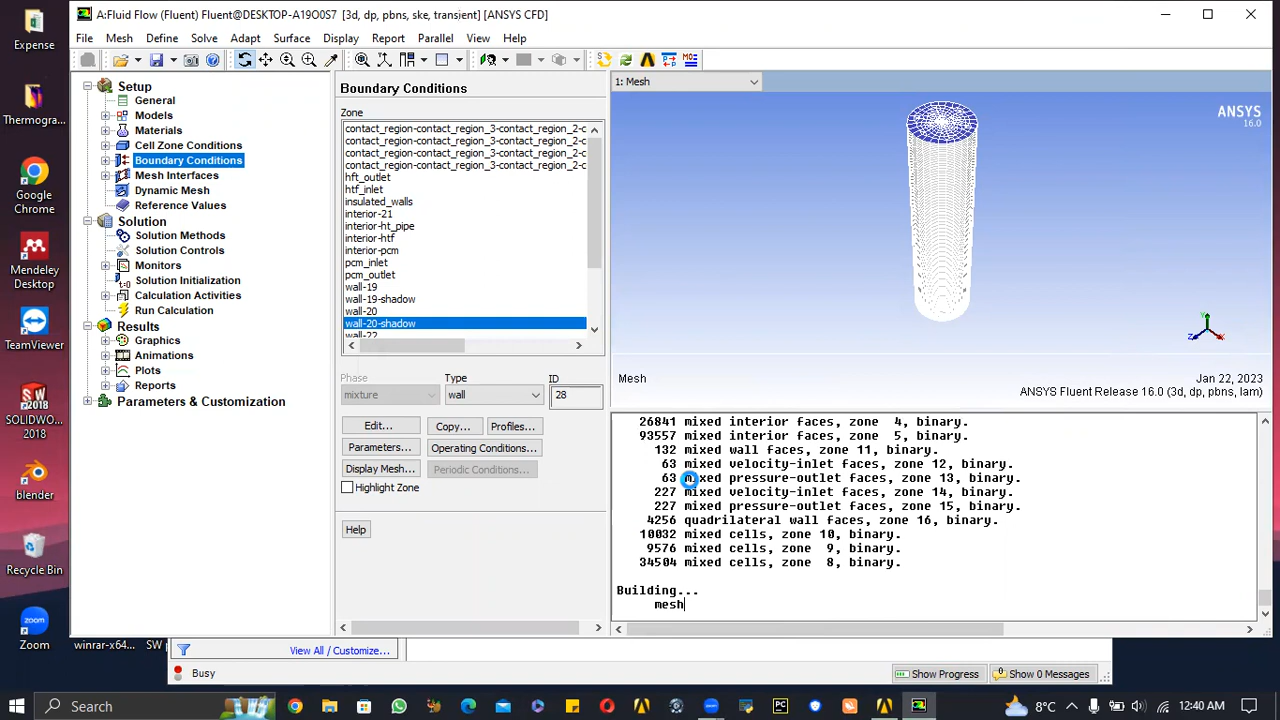 Expense
Thermogra...
Google
Chrome
Mendeley
Desktop
TeamViewer
SOLIDWO...
2018
blender
Recycle Bin
Zoom
winrar-x64...
SW p
A:Fluid Flow (Fluent) Fluent@DESKTOP-A19O0S7 [3d, dp, pbns, ske, transient] [ANSYS CFD]
File Mesh Define Solve Adapt Surface Display Report Parallel View Help
Setup
General
Models
Materials
Cell Zone Conditions
Boundary Conditions
Mesh Interfaces
Dynamic Mesh
Reference Values
Solution
Solution Methods
Solution Controls
Monitors
Solution Initialization
Calculation Activities
Run Calculation
Results
Graphics
Animations
Plots
Reports
Parameters & Customization
Boundary Conditions
Zone
contact_region-contact_region_3-contact_region_2-c
contact_region-contact_region_3-contact_region_2-c
contact_region-contact_region_3-contact_region_2-c
contact_region-contact_region_3-contact_region_2-c
hft_outlet
htf_inlet
insulated_walls
interior-21
interior-ht_pipe
interior-htf
interior-pcm
pcm_inlet
pcm_outlet
wall-19
wall-19-shadow
wall-20
wall-20-shadow
wall-22
Phase Type ID
mixture wall 28
Edit... Copy... Profiles...
Parameters... Operating Conditions...
Display Mesh... Periodic Conditions...
Highlight Zone
Help
1: Mesh
ANSYS
16.0
Mesh
Jan 22, 2023
ANSYS Fluent Release 16.0 (3d, dp, pbns, lam)
26841 mixed interior faces, zone 4, binary.
93557 mixed interior faces, zone 5, binary.
132 mixed wall faces, zone 11, binary.
63 mixed velocity-inlet faces, zone 12, binary.
63 mixed pressure-outlet faces, zone 13, binary.
227 mixed velocity-inlet faces, zone 14, binary.
227 mixed pressure-outlet faces, zone 15, binary.
4256 quadrilateral wall faces, zone 16, binary.
10032 mixed cells, zone 10, binary.
9576 mixed cells, zone 9, binary.
34504 mixed cells, zone 8, binary.
Building...
mesh
View All / Customize...
Busy
Show Progress Show 0 Messages
Search
8°C
ENG
12:40 AM